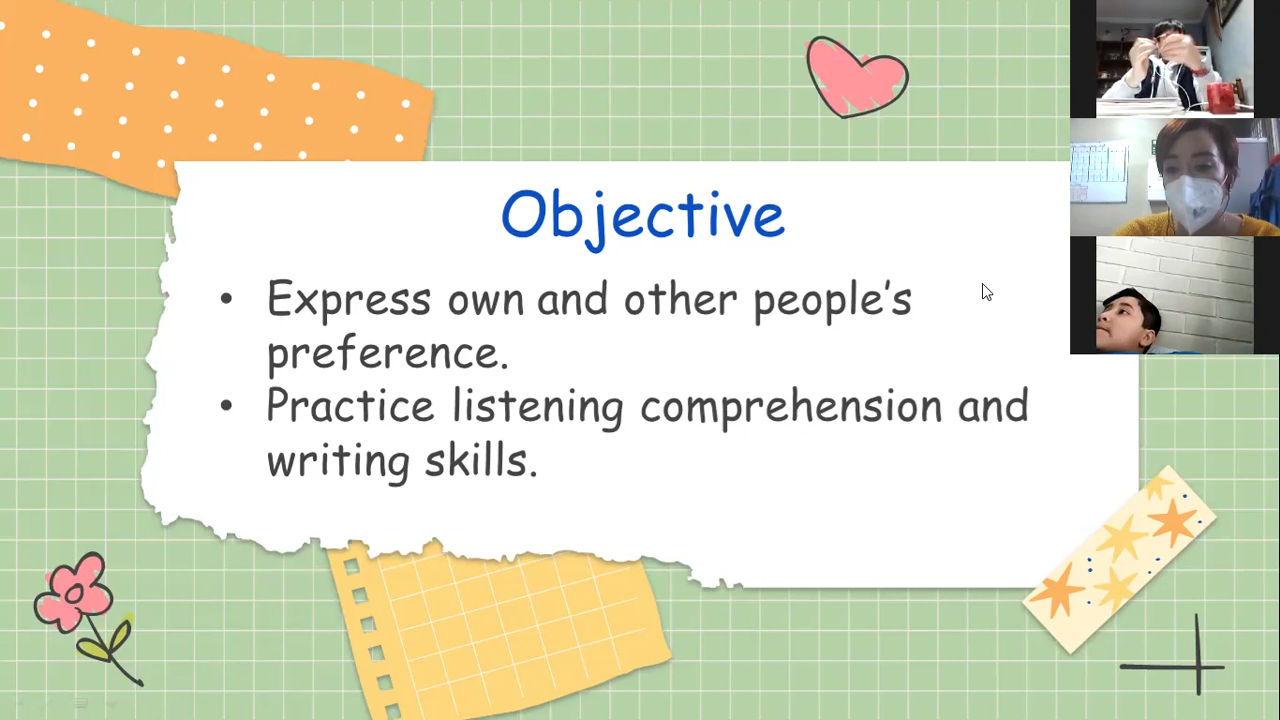 Objective
• Express own and other people’s
preference.
• Practice listening comprehension and
writing skills.